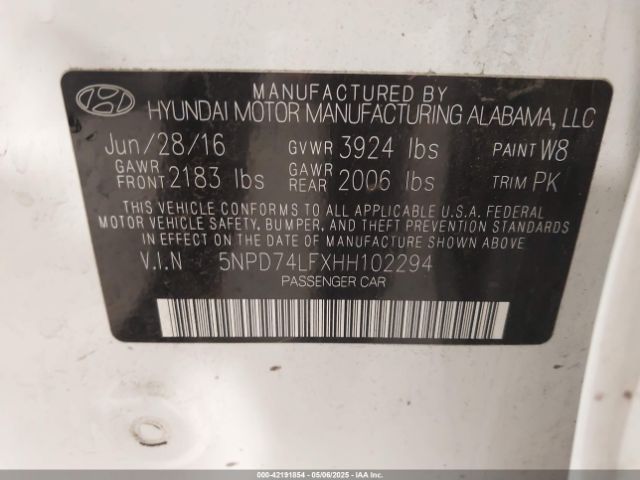 MANUFACTURED BY
HYUNDAI MOTOR MANUFACTURING ALABAMA, LLC
Jun/28/16 GVWR 3924 lbs PAINT W8
GAWR FRONT 2183 lbs GAWR REAR 2006 lbs TRIM PK
THIS VEHICLE CONFORMS TO ALL APPLICABLE U.S.A. FEDERAL
MOTOR VEHICLE SAFETY, BUMPER, AND THEFT PREVENTION STANDARDS
IN EFFECT ON THE DATE OF MANUFACTURE SHOWN ABOVE.
V.I.N 5NPD74LFXHH102294
PASSENGER CAR
000-42191854 - 05/06/2025 - IAA Inc. (ACT)